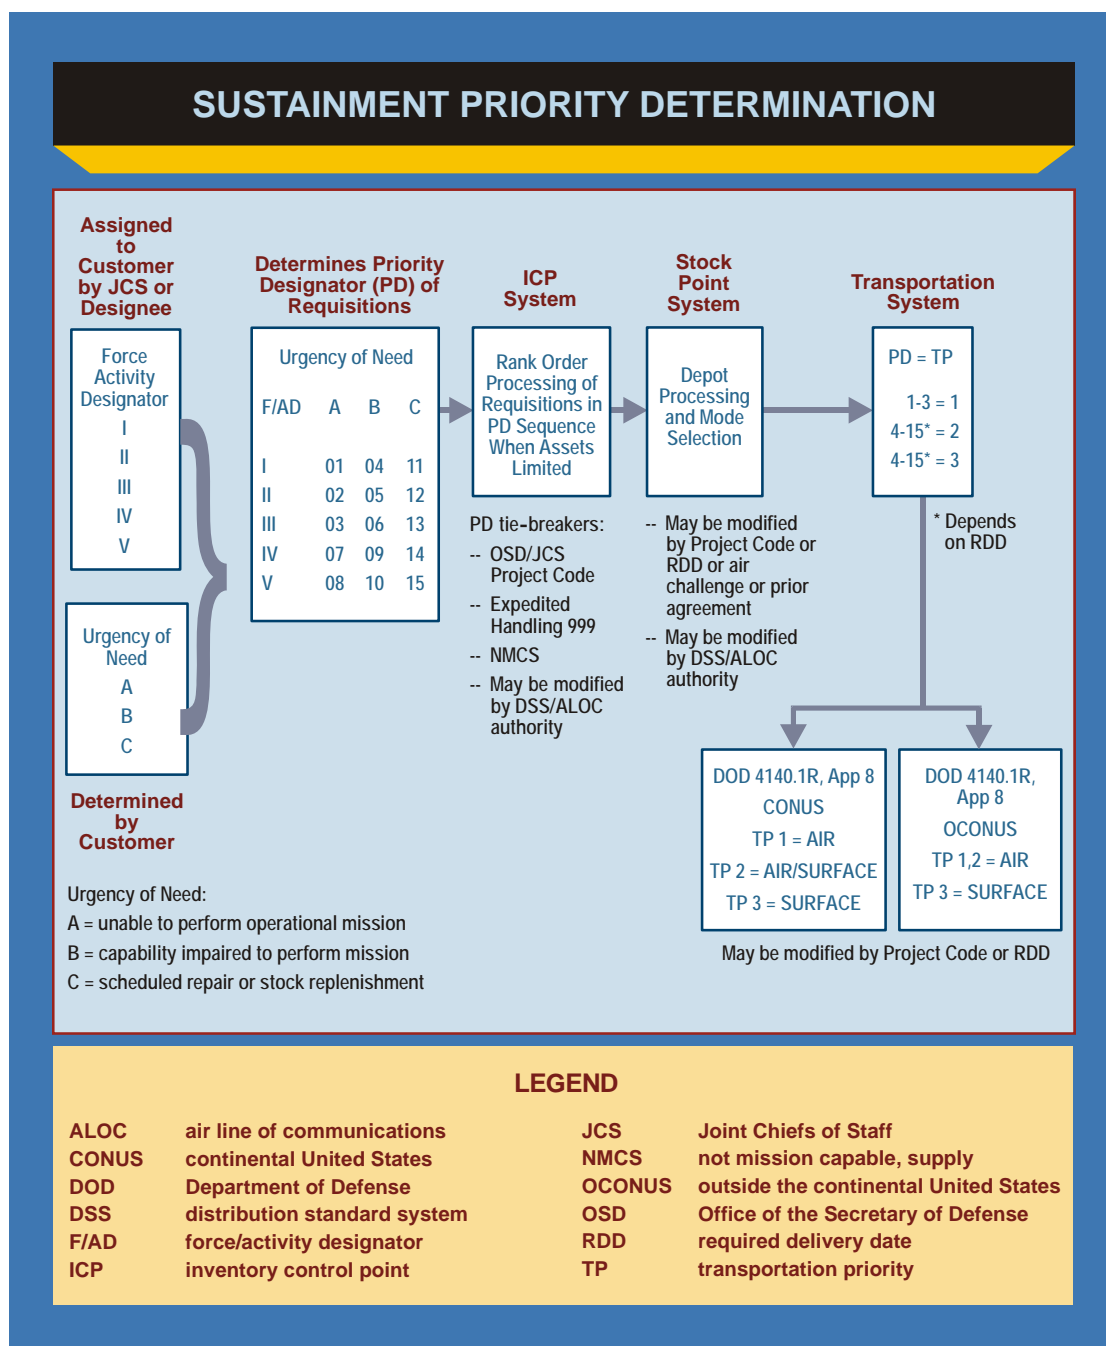 SUSTAINMENT PRIORITY DETERMINATION
Assigned
to
Customer
by JCS or
Designee
Force
Activity
Designator
I
II
III
IV
V
Urgency of
Need
A
B
C
Determined
by
Customer
Determines Priority
Designator (PD) of
Requisitions
Urgency of Need
F/AD A B C
I 01 04 11
II 02 05 12
III 03 06 13
IV 07 09 14
V 08 10 15
ICP
System
Rank Order
Processing of
Requisitions in
PD Sequence
When Assets
Limited
PD tie-breakers:
-- OSD/JCS
Project Code
-- Expedited
Handling 999
-- NMCS
-- May be modified
by DSS/ALOC
authority
Stock
Point
System
Depot
Processing
and Mode
Selection
-- May be modified
by Project Code or
RDD or air
challenge or prior
agreement
-- May be modified
by DSS/ALOC
authority
Transportation
System
PD = TP
1-3 = 1
4-15* = 2
4-15* = 3
* Depends
on RDD
DOD 4140.1R, App 8
CONUS
TP 1 = AIR
TP 2 = AIR/SURFACE
TP 3 = SURFACE
DOD 4140.1R,
App 8
OCONUS
TP 1,2 = AIR
TP 3 = SURFACE
May be modified by Project Code or RDD
Urgency of Need:
A = unable to perform operational mission
B = capability impaired to perform mission
C = scheduled repair or stock replenishment
LEGEND
ALOC air line of communications
CONUS continental United States
DOD Department of Defense
DSS distribution standard system
F/AD force/activity designator
ICP inventory control point
JCS Joint Chiefs of Staff
NMCS not mission capable, supply
OCONUS outside the continental United States
OSD Office of the Secretary of Defense
RDD required delivery date
TP transportation priority